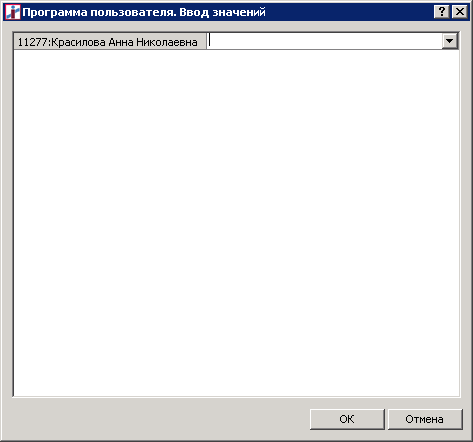 Программа пользователя. Ввод значений
11277:Красилова Анна Николаевна
OK
Отмена